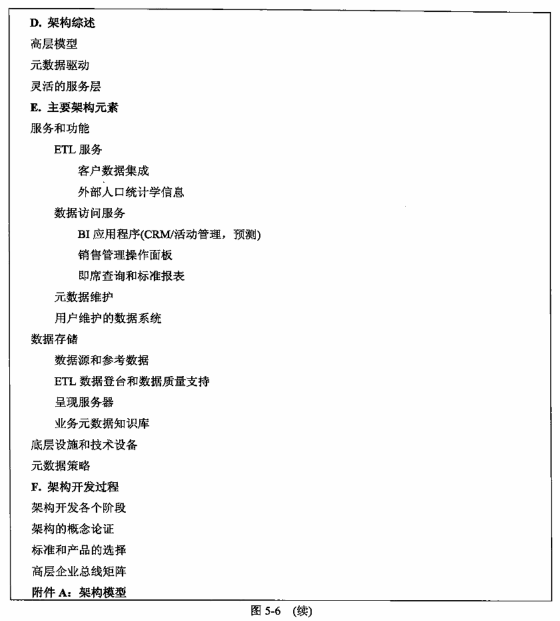 D. 架构综述
高层模型
元数据驱动
灵活的服务层
E. 主要架构元素
服务和功能
ETL 服务
客户数据集成
外部人口统计学信息
数据访问服务
BI 应用程序(CRM/活动管理，预测)
销售管理操作面板
即席查询和标准报表
元数据维护
用户维护的数据系统
数据存储
数据源和参考数据
ETL 数据登台和数据质量支持
呈现服务器
业务元数据知识库
底层设施和技术设备
元数据策略
F. 架构开发过程
架构开发各个阶段
架构的概念论证
标准和产品的选择
高层企业总线矩阵
附件 A：架构模型
图 5-6 (续)